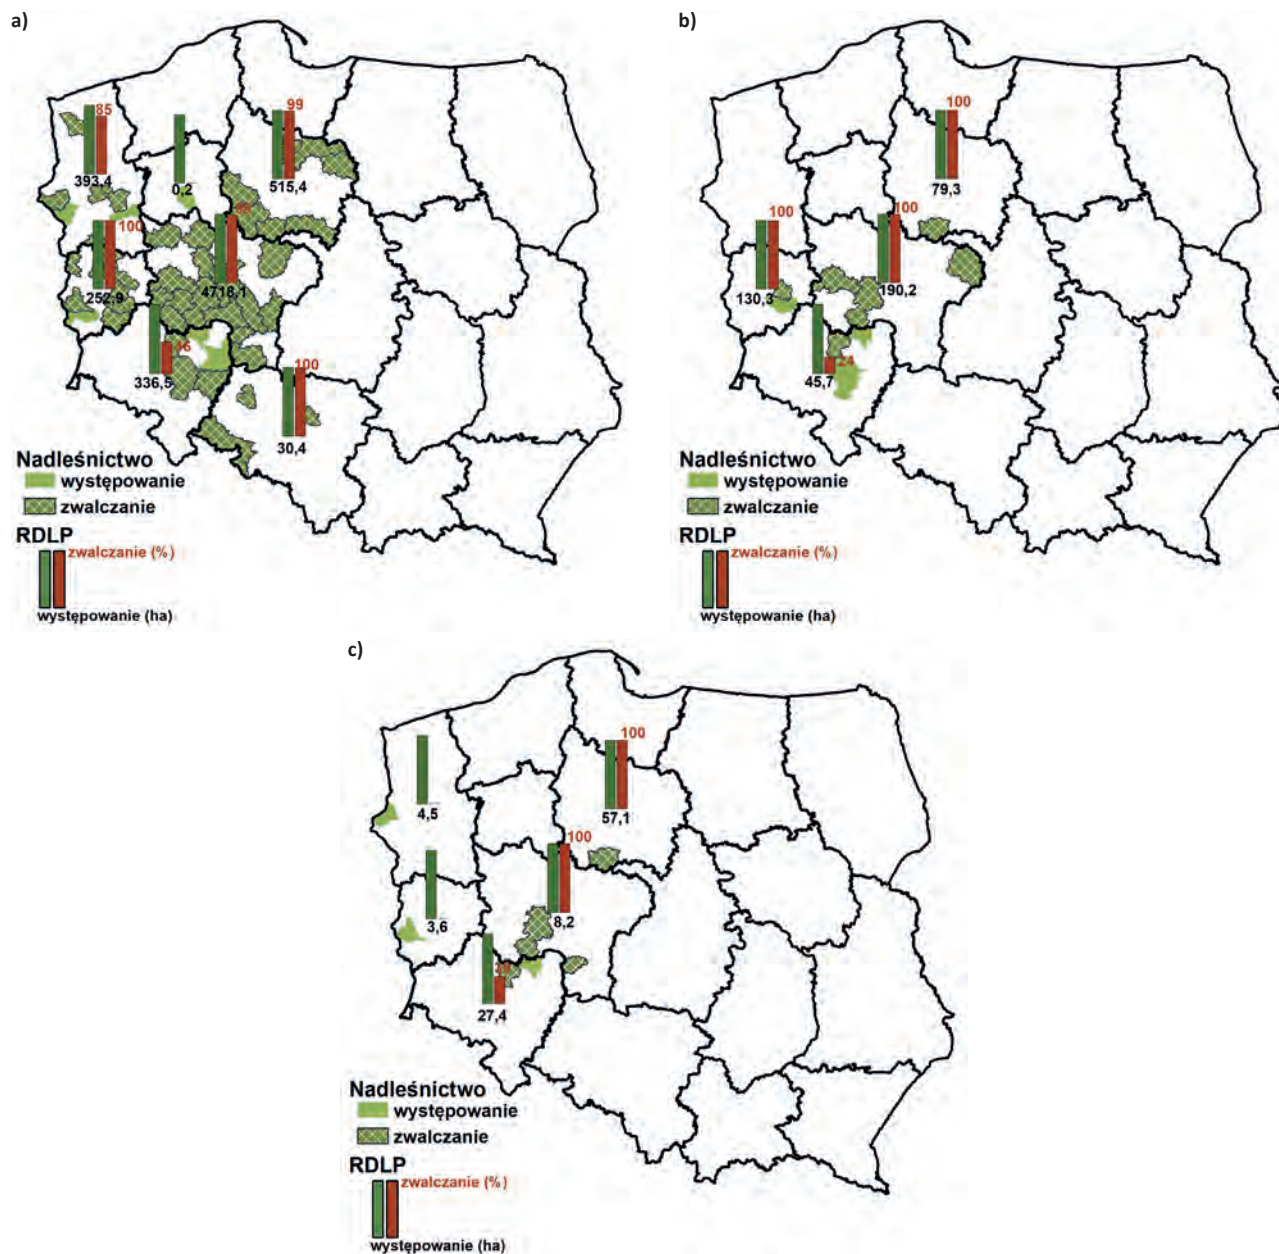 a)
85
393,4
0,2
99
515,4
100
252,9
4718,1
46
336,5
100
30,4
Nadleśnictwo
występowanie
zwalczanie
RDLP
zwalczanie (%)
występowanie (ha)
b)
100
79,3
100
130,3
100
190,2
24
45,7
Nadleśnictwo
występowanie
zwalczanie
RDLP
zwalczanie (%)
występowanie (ha)
c)
4,5
100
57,1
3,6
100
8,2
27,4
Nadleśnictwo
występowanie
zwalczanie
RDLP
zwalczanie (%)
występowanie (ha)